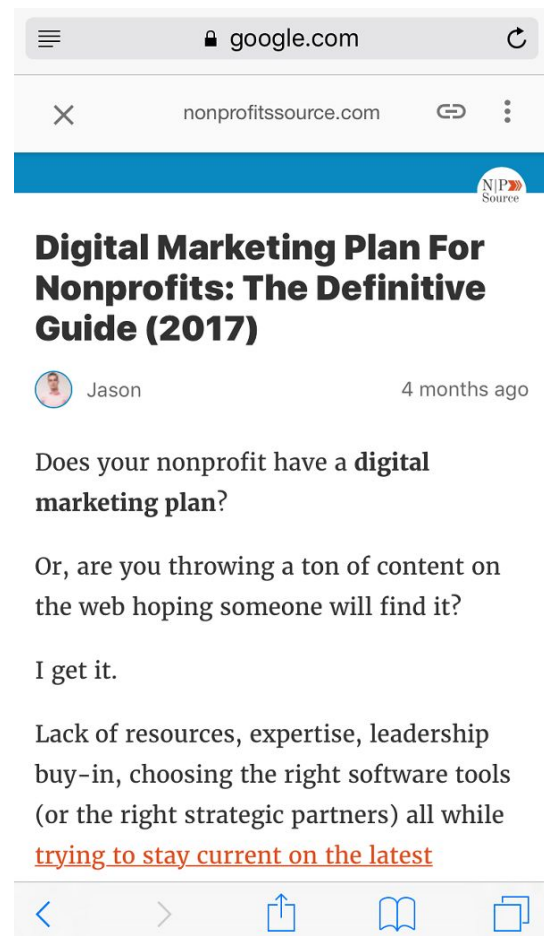 google.com
nonprofitssource.com
N|P
Source
Digital Marketing Plan For
Nonprofits: The Definitive
Guide (2017)
Jason
4 months ago
Does your nonprofit have a digital
marketing plan?
Or, are you throwing a ton of content on
the web hoping someone will find it?
I get it.
Lack of resources, expertise, leadership
buy-in, choosing the right software tools
(or the right strategic partners) all while
trying to stay current on the latest